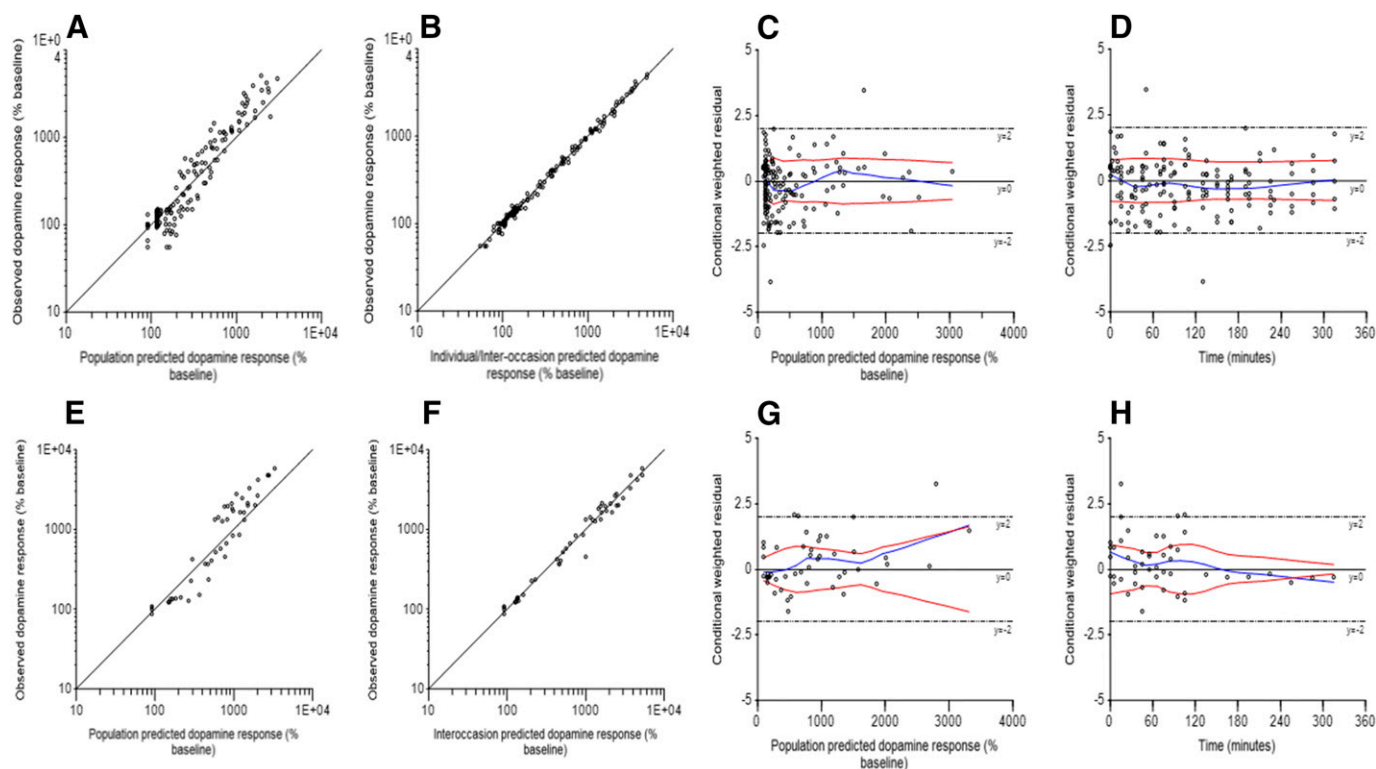 A
B
C
D
Observed dopamine response (% baseline)
1E+0
4
1000
100
10
10
100
1000
1E+04
Population predicted dopamine response (%
baseline)
Observed dopamine response (% baseline)
1E+0
4
1000
100
10
10
100
1000
1E+04
Individual/Inter-occasion predicted dopamine
response (% baseline)
Conditional weighted residual
5
2.5
0
-2.5
-5
y=2
y=0
y=-2
0
1000
2000
3000
4000
Population predicted dopamine response (%
baseline)
Conditional weighted residual
5
2.5
0
-2.5
-5
y=2
y=0
y=-2
0
60
120
180
240
300
360
Time (minutes)
E
F
G
H
Observed dopamine response (% baseline)
1E+04
1000
100
10
10
100
1000
1E+04
Population predicted dopamine response (%
baseline)
Observed dopamine response (% baseline)
1E+04
1000
100
10
10
100
1000
1E+04
Interoccasion predicted dopamine response (%
baseline)
Conditional weighted residual
5
2.5
0
-2.5
-5
y=2
y=0
y=-2
0
1000
2000
3000
4000
Population predicted dopamine response (%
baseline)
Conditional weighted residual
5
2.5
0
-2.5
-5
y=2
y=0
y=-2
0
60
120
180
240
300
360
Time (minutes)